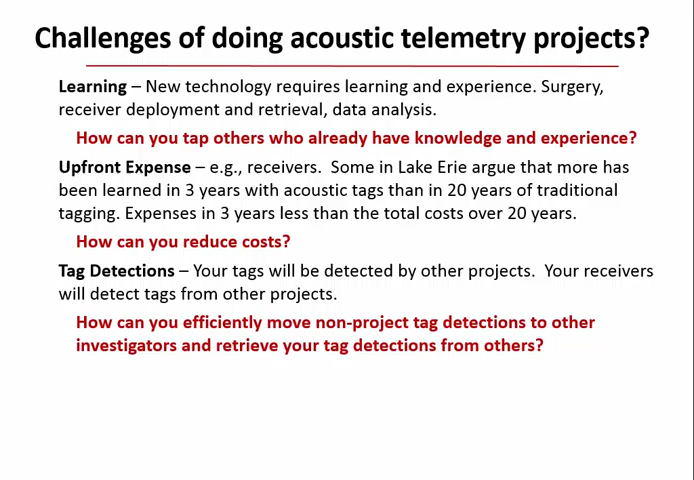 Challenges of doing acoustic telemetry projects?
Learning – New technology requires learning and experience. Surgery,
receiver deployment and retrieval, data analysis.
How can you tap others who already have knowledge and experience?
Upfront Expense – e.g., receivers. Some in Lake Erie argue that more has
been learned in 3 years with acoustic tags than in 20 years of traditional
tagging. Expenses in 3 years less than the total costs over 20 years.
How can you reduce costs?
Tag Detections – Your tags will be detected by other projects. Your receivers
will detect tags from other projects.
How can you efficiently move non-project tag detections to other
investigators and retrieve your tag detections from others?